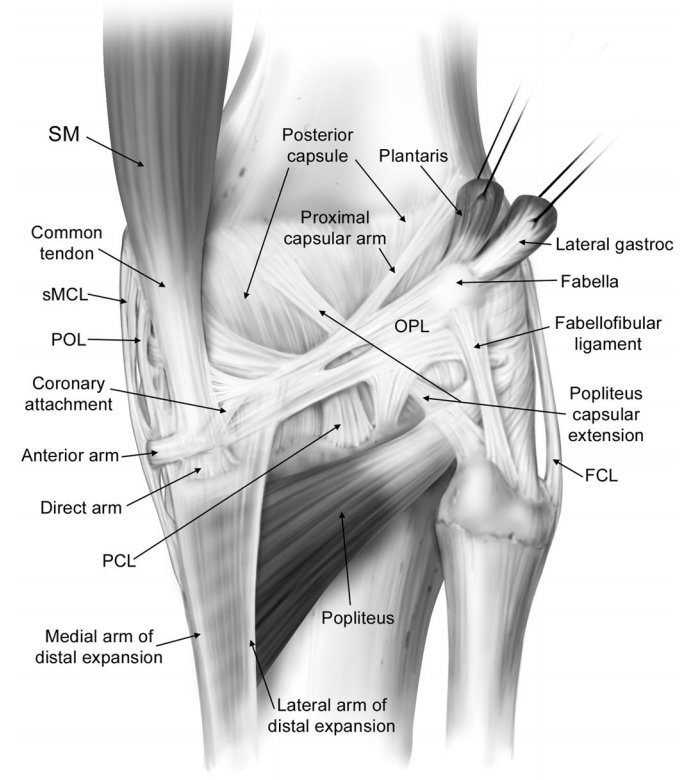 SM
Posterior
capsule
Plantaris
Proximal
capsular arm
Common
tendon
Lateral gastroc
sMCL
Fabella
POL
OPL
Fabellofibular
ligament
Coronary
attachment
Popliteus
capsular
extension
Anterior arm
FCL
Direct arm
PCL
Popliteus
Medial arm of
distal expansion
Lateral arm of
distal expansion